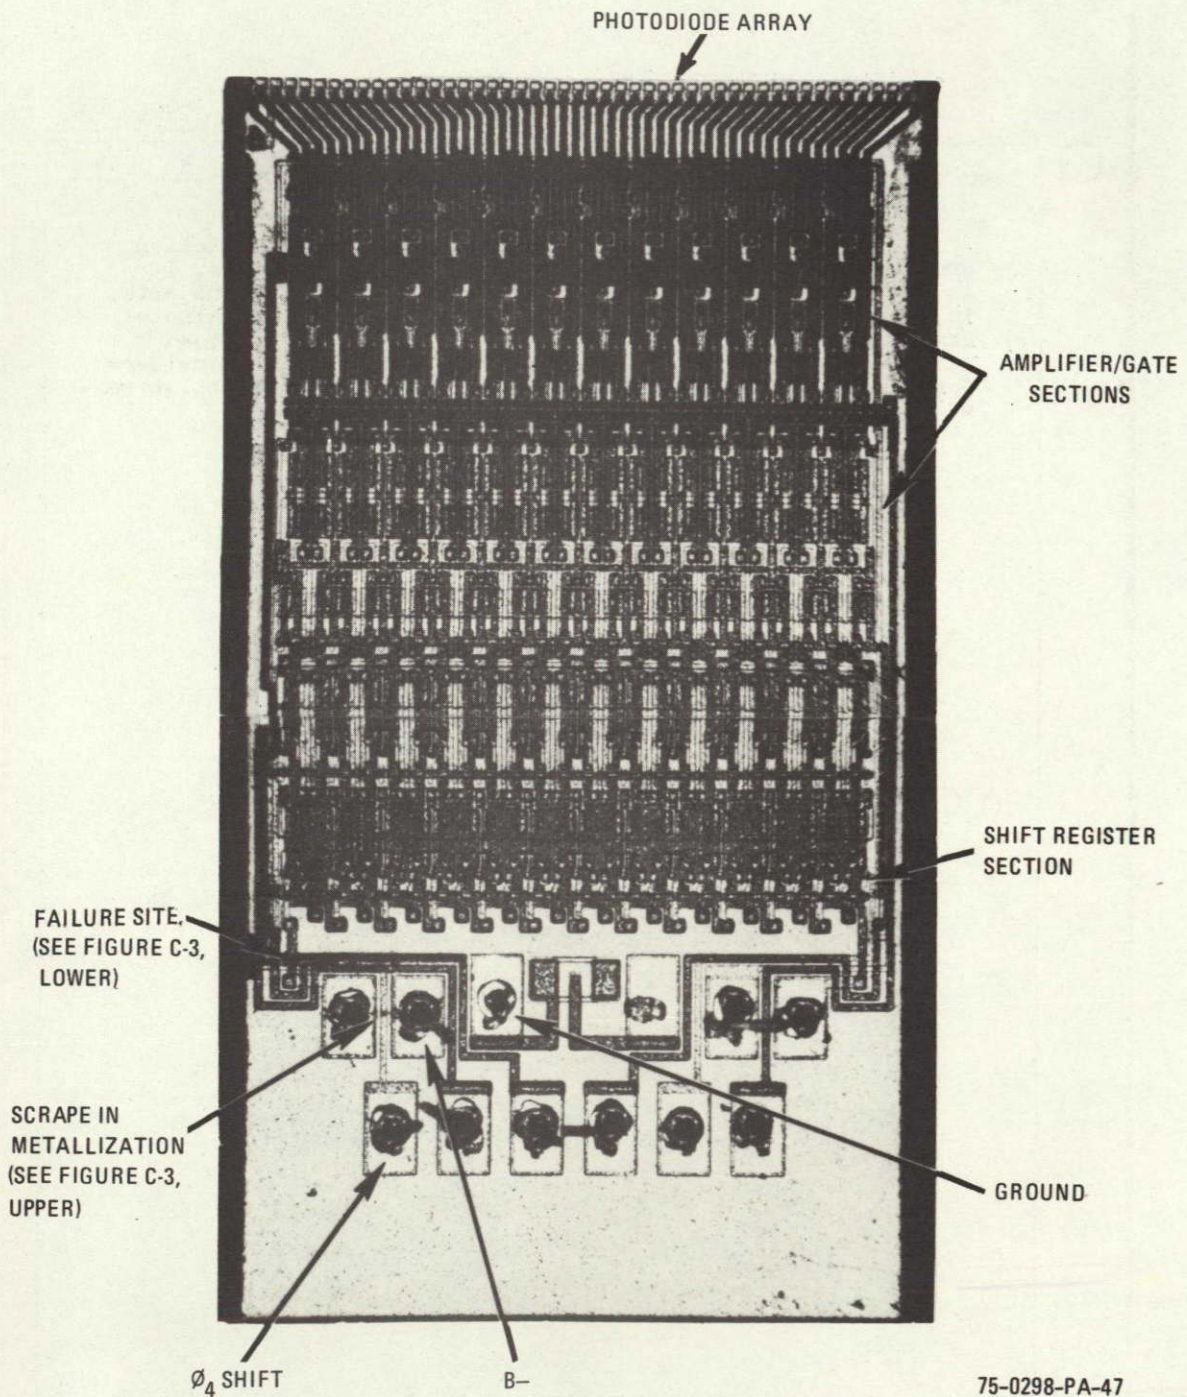 PHOTODIODE ARRAY
AMPLIFIER/GATE
SECTIONS
SHIFT REGISTER
SECTION
FAILURE SITE.
(SEE FIGURE C-3,
LOWER)
SCRAPE IN
METALLIZATION
(SEE FIGURE C-3,
UPPER)
GROUND
Ø₄ SHIFT
B–
75-0298-PA-47